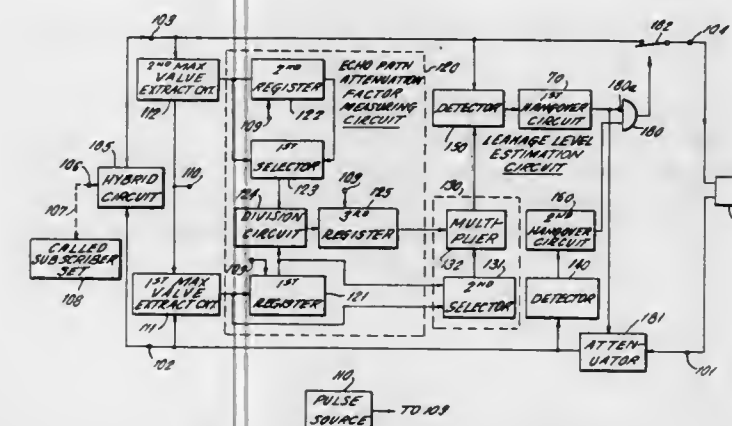 103
182
104
2ND MAX
VALUE
EXTRACT CKT.
112
2ND
REGISTER
109
122
ECHO PATH
ATTENUATION
FACTOR
MEASURING
CIRCUIT
120
DETECTOR
150
1ST
HANGOVER
CIRCUIT
70
180a
180
LEAKAGE LEVEL
ESTIMATION
CIRCUIT
1ST
SELECTOR
123
105
106
HYBRID
CIRCUIT
107
110
124
DIVISION
CIRCUIT
109
3RD
REGISTER
125
130
MULTI-
PLIER
132
131
160
2ND
HANGOVER
CIRCUIT
CALLED
SUBSCRIBER
SET
108
1ST MAX
VALUE
EXTRACT CKT.
111
109
1ST
REGISTER
121
2ND
SELECTOR
140
DETECTOR
181
ATTEN-
UATOR
102
101
110
PULSE
SOURCE
TO 109